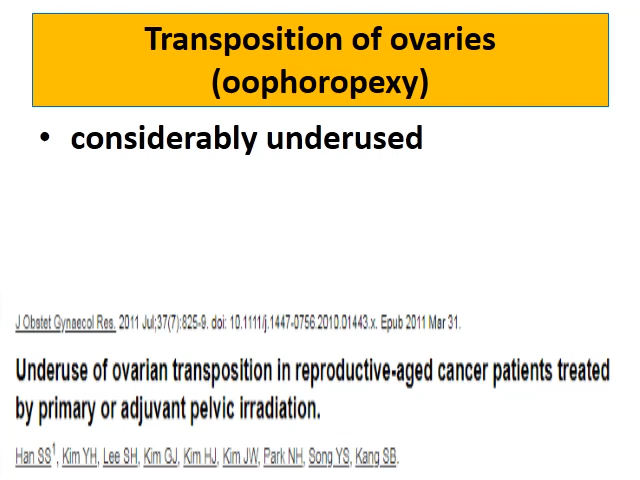 Transposition of ovaries
(oophoropexy)
• considerably underused
J Obstet Gynaecol Res. 2011 Jul;37(7):825-9. doi: 10.1111/j.1447-0756.2010.01443.x. Epub 2011 Mar 31.
Underuse of ovarian transposition in reproductive-aged cancer patients treated
by primary or adjuvant pelvic irradiation.
Han SS1, Kim YH, Lee SH, Kim GJ, Kim HJ, Kim JW, Park NH, Song YS, Kang SB.